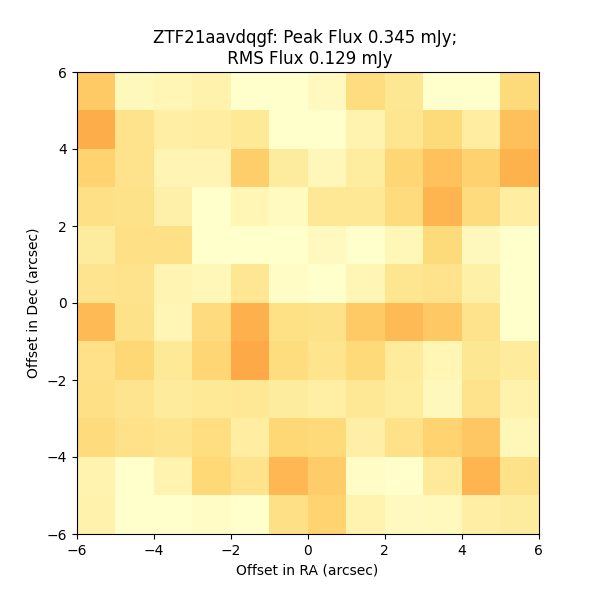 ZTF21aavdqgf: Peak Flux 0.345 mJy;
RMS Flux 0.129 mJy
6
4
2
0
−2
−4
−6
Offset in Dec (arcsec)
−6 −4 −2 0 2 4 6
Offset in RA (arcsec)